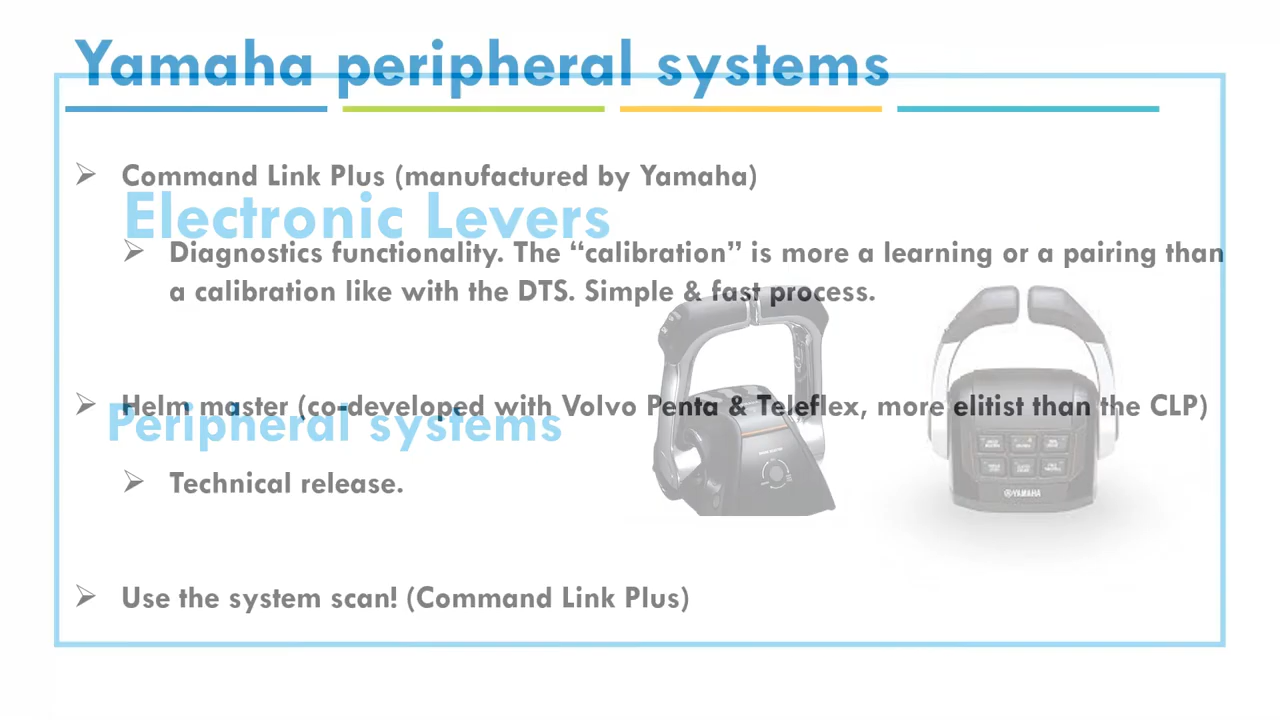 Yamaha peripheral systems
Command Link Plus (manufactured by Yamaha)
Electronic Levers
Diagnostics functionality. The “calibration” is more a learning or a pairing than
a calibration like with the DTS. Simple & fast process.
Helm master (co-developed with Volvo Penta & Teleflex, more elitist than the CLP)
Peripheral systems
Technical release.
YAMAHA
Use the system scan! (Command Link Plus)